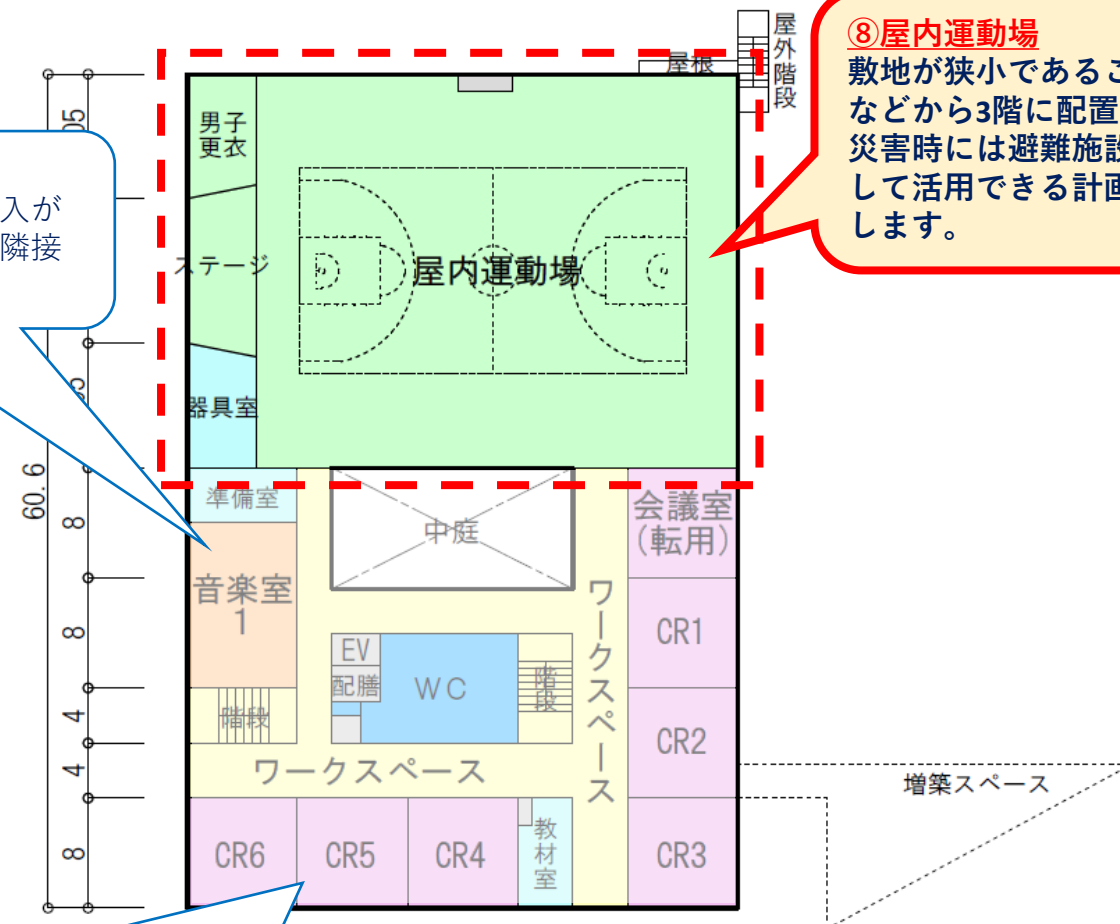 屋外階段
屋根
⑧屋内運動場
敷地が狭小であるこ
などから3階に配置
災害時には避難施設
して活用できる計画
します。
男子
更衣
05
入が
隣接
ステージ
屋内運動場
器具室
60.6
準備室
中庭
会議室
(転用)
8
音楽室
1
ワークスペース
CR1
8
EV
配膳
WC
階段
階段
4
CR2
4
ワークスペース
増築スペース
8
CR6
CR5
CR4
教材室
CR3